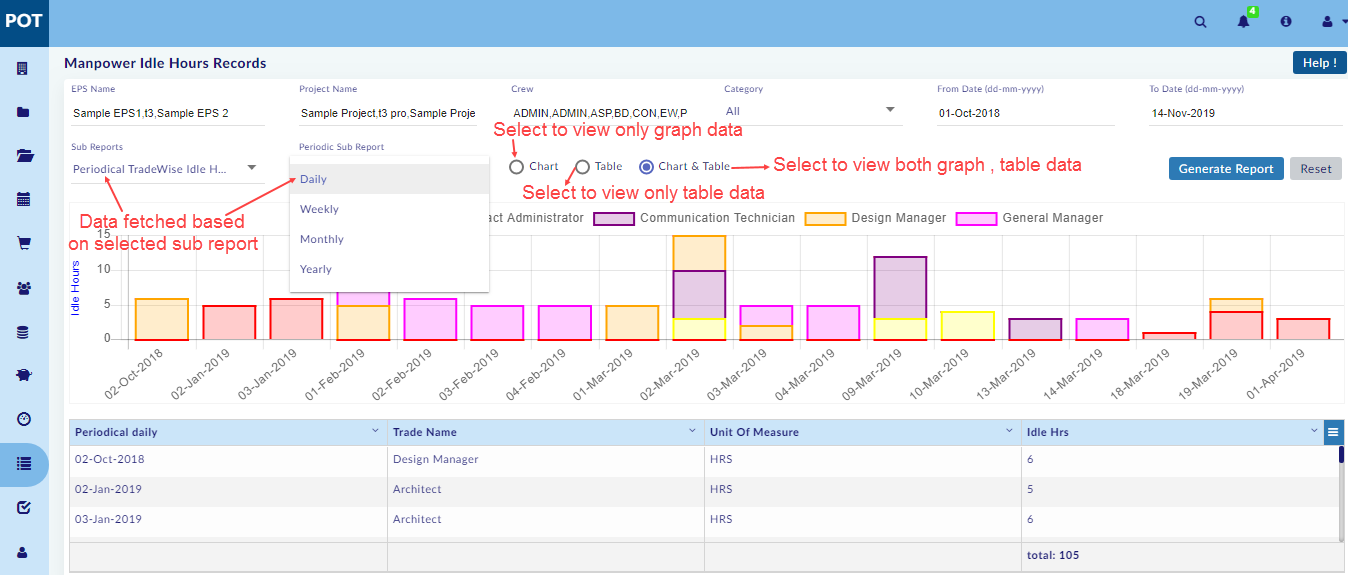 POT
4
Manpower Idle Hours Records
Help !
EPS Name
Project Name
Crew
Category
From Date (dd-mm-yyyy)
To Date (dd-mm-yyyy)
Sample EPS1,t3,Sample EPS 2
Sample Project,t3 pro,Sample Proje
ADMIN,ADMIN,ASP,BD,CON,EW,P
All
01-Oct-2018
14-Nov-2019
Select to view only graph data
Sub Reports
Periodic Sub Report
Periodical TradeWise Idle H...
Chart
Table
Chart & Table
Select to view both graph , table data
Generate Report
Reset
Select to view only table data
Daily
Weekly
Monthly
Yearly
Data fetched based
on selected sub report
act Administrator
Communication Technician
Design Manager
General Manager
Idle Hours
15
10
5
0
02-Oct-2018
02-Jan-2019
03-Jan-2019
01-Feb-2019
02-Feb-2019
03-Feb-2019
04-Feb-2019
01-Mar-2019
02-Mar-2019
03-Mar-2019
04-Mar-2019
09-Mar-2019
10-Mar-2019
13-Mar-2019
14-Mar-2019
18-Mar-2019
19-Mar-2019
01-Apr-2019
Periodical daily
Trade Name
Unit Of Measure
Idle Hrs
02-Oct-2018
Design Manager
HRS
6
02-Jan-2019
Architect
HRS
5
03-Jan-2019
Architect
HRS
6
total: 105